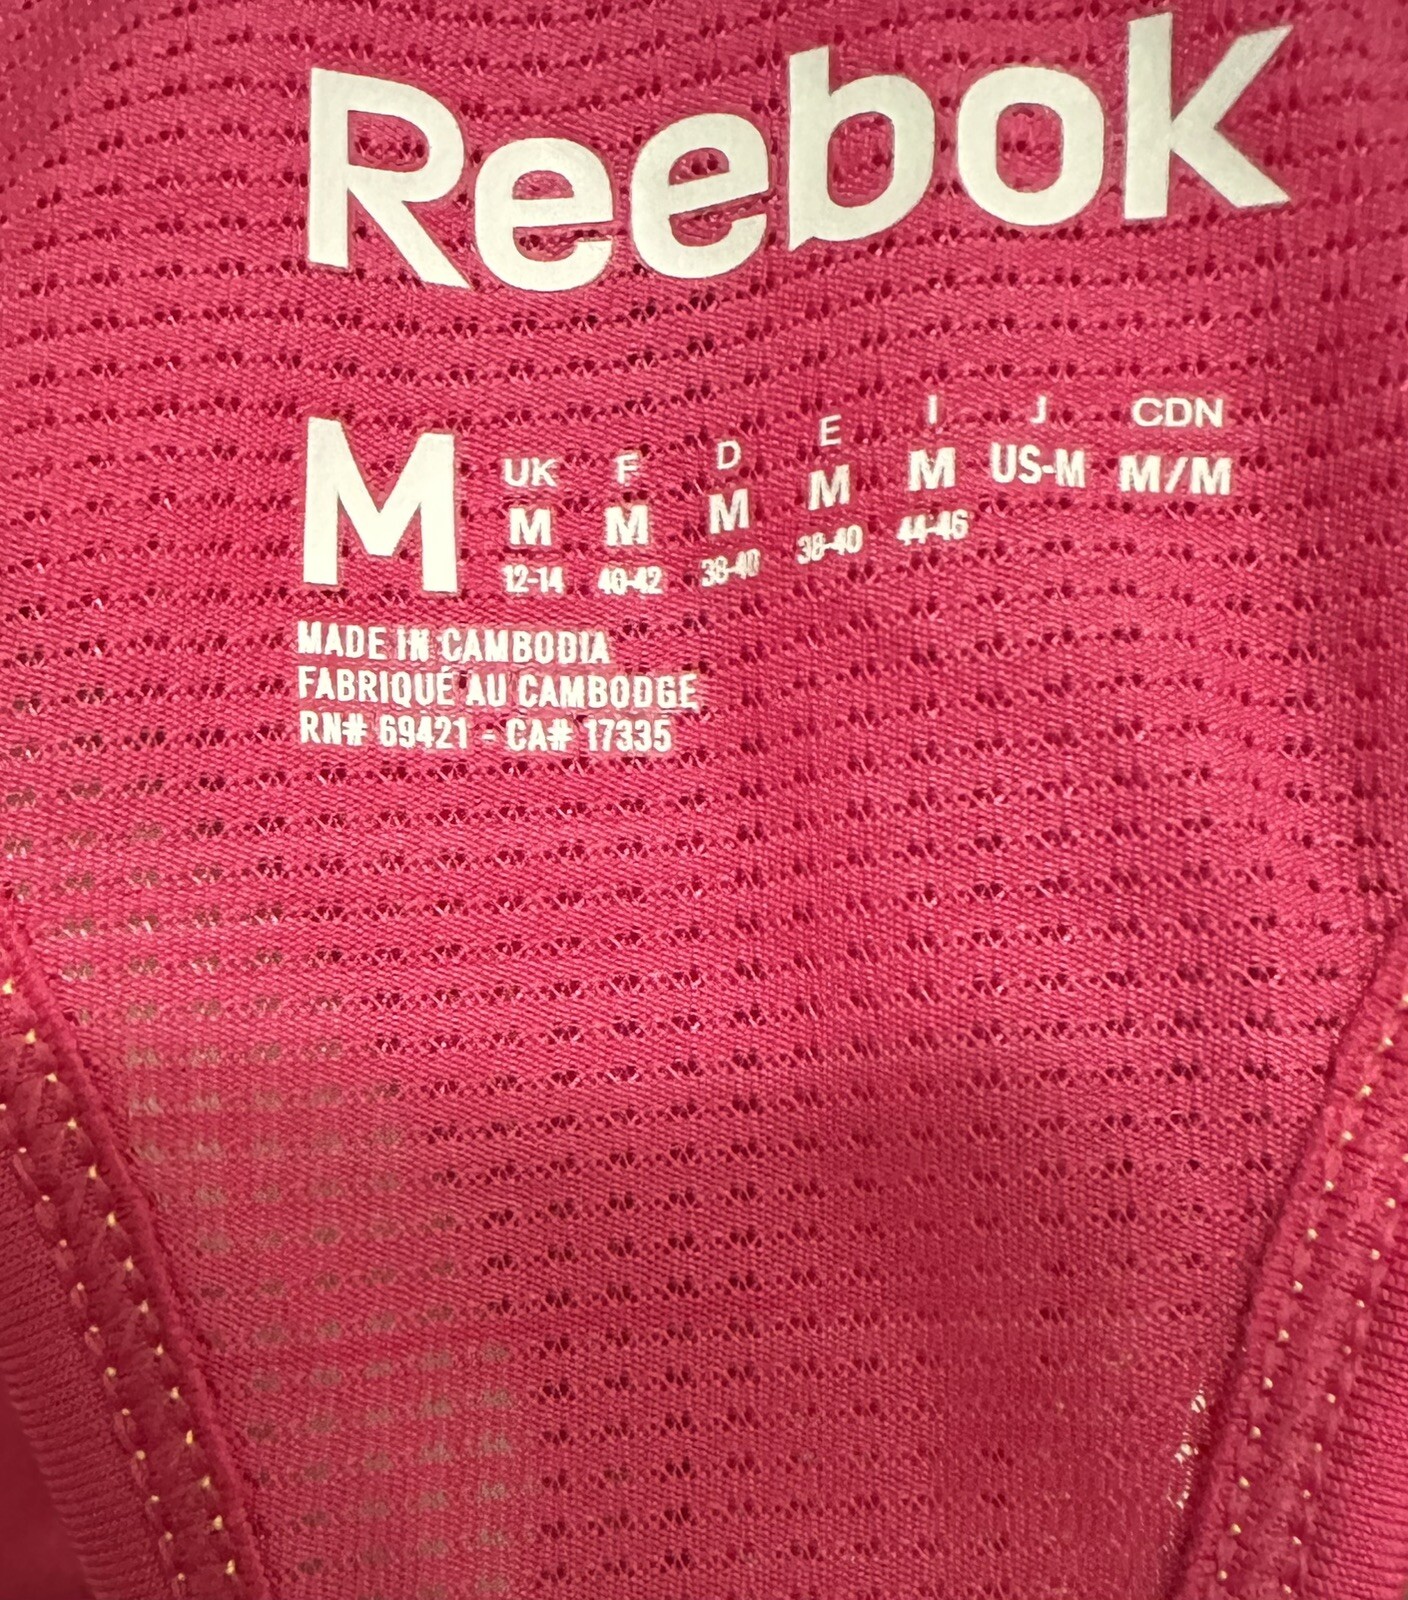 Reebok
M
UK F D E I J CDN
M M M M M US-M M/M
12-14 40-42 38-40 38-40 44-46
MADE IN CAMBODIA
FABRIQUÉ AU CAMBODGE
RN# 69421 - CA# 17335